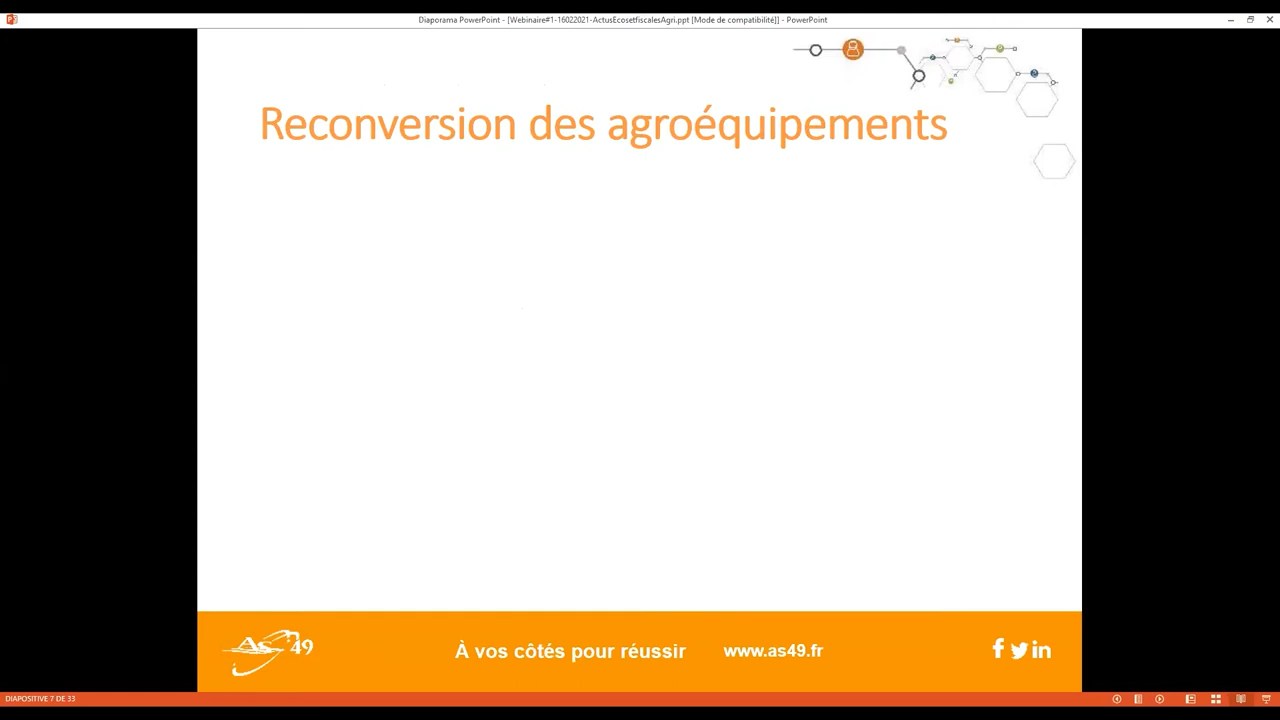 Diaporama PowerPoint - [Webinaire#1-16022021-ActusEcosetfiscalesAgri.ppt [Mode de compatibilité]] - PowerPoint
Reconversion des agroéquipements
As 49
À vos côtés pour réussir
www.as49.fr
DIAPOSITIVE 7 DE 33